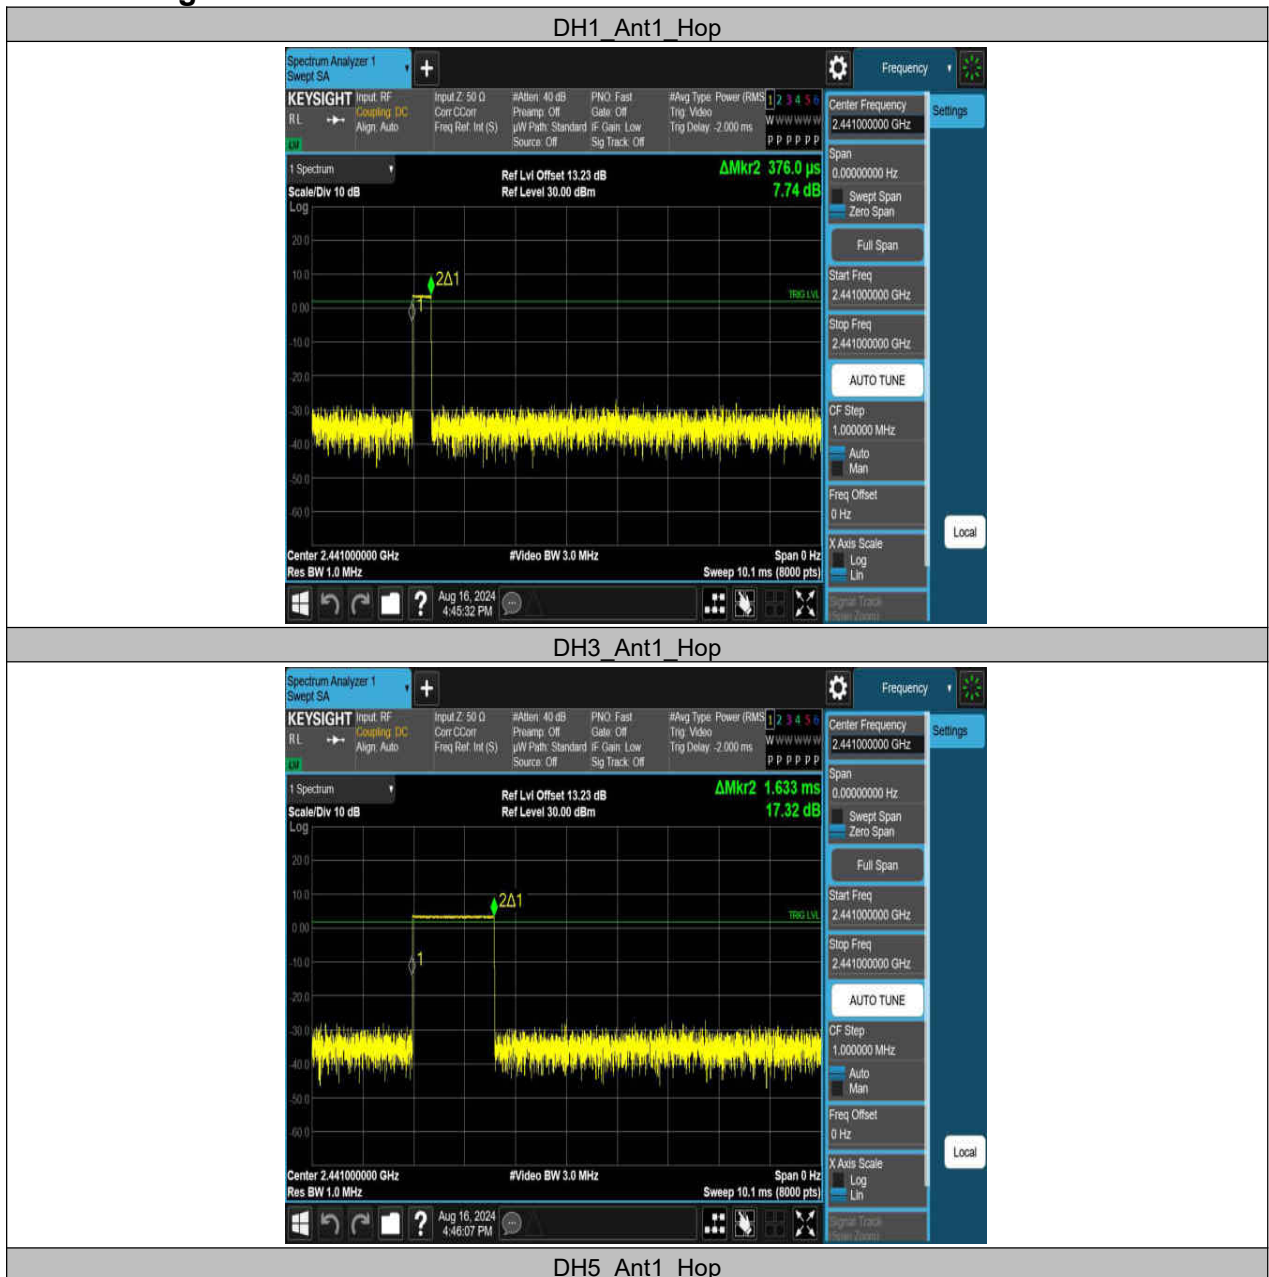 DH1_Ant1_Hop
Spectrum Analyzer 1
Swept SA
+
Frequency
KEYSIGHT
RL
LW
Input: RF
Coupling: DC
Align: Auto
Input Z: 50 Ω
Corr CCorr
Freq Ref: Int (S)
#Atten: 40 dB
Preamp: Off
µW Path: Standard
Source: Off
PNO: Fast
Gate: Off
IF Gain: Low
Sig Track: Off
#Avg Type: Power (RMS
Trig: Video
Trig Delay: -2.000 ms
1 2 3 4 5 6
W W W W W W
P P P P P P
Center Frequency
2.441000000 GHz
Settings
1 Spectrum
Scale/Div 10 dB
Ref Lvl Offset 13.23 dB
Ref Level 30.00 dBm
ΔMkr2 376.0 µs
7.74 dB
Span
0.00000000 Hz
Swept Span
Zero Span
Full Span
Start Freq
2.441000000 GHz
Stop Freq
2.441000000 GHz
AUTO TUNE
CF Step
1.000000 MHz
Auto
Man
Freq Offset
0 Hz
X Axis Scale
Log
Lin
Signal Track
(Span Zoom)
Local
Log
20.0
10.0
0.00
-10.0
-20.0
-30.0
-40.0
-50.0
-60.0
2Δ1
1
TRIG LVL
Center 2.441000000 GHz
Res BW 1.0 MHz
#Video BW 3.0 MHz
Span 0 Hz
Sweep 10.1 ms (8000 pts)
?
Aug 16, 2024
4:45:32 PM
DH3_Ant1_Hop
Spectrum Analyzer 1
Swept SA
+
Frequency
KEYSIGHT
RL
LW
Input: RF
Coupling: DC
Align: Auto
Input Z: 50 Ω
Corr CCorr
Freq Ref: Int (S)
#Atten: 40 dB
Preamp: Off
µW Path: Standard
Source: Off
PNO: Fast
Gate: Off
IF Gain: Low
Sig Track: Off
#Avg Type: Power (RMS
Trig: Video
Trig Delay: -2.000 ms
1 2 3 4 5 6
W W W W W W
P P P P P P
Center Frequency
2.441000000 GHz
Settings
1 Spectrum
Scale/Div 10 dB
Ref Lvl Offset 13.23 dB
Ref Level 30.00 dBm
ΔMkr2 1.633 ms
17.32 dB
Span
0.00000000 Hz
Swept Span
Zero Span
Full Span
Start Freq
2.441000000 GHz
Stop Freq
2.441000000 GHz
AUTO TUNE
CF Step
1.000000 MHz
Auto
Man
Freq Offset
0 Hz
X Axis Scale
Log
Lin
Signal Track
(Span Zoom)
Local
Log
20.0
10.0
0.00
-10.0
-20.0
-30.0
-40.0
-50.0
-60.0
2Δ1
1
TRIG LVL
Center 2.441000000 GHz
Res BW 1.0 MHz
#Video BW 3.0 MHz
Span 0 Hz
Sweep 10.1 ms (8000 pts)
?
Aug 16, 2024
4:46:07 PM
DH5_Ant1_Hop